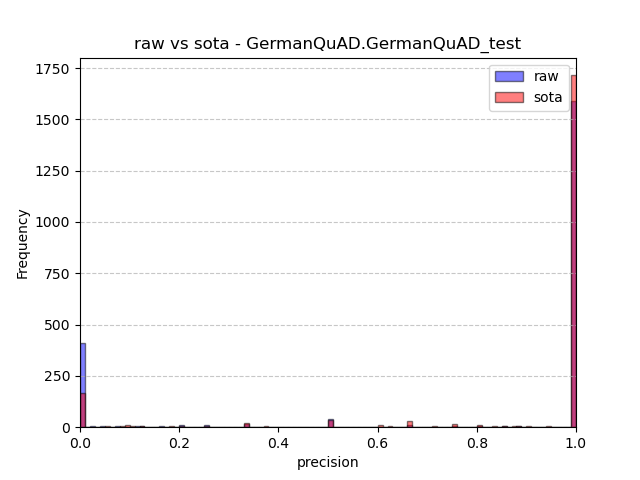 raw vs sota - GermanQuAD.GermanQuAD_test
raw
sota
Frequency
1750
1500
1250
1000
750
500
250
0
0.0 0.2 0.4 0.6 0.8 1.0
precision